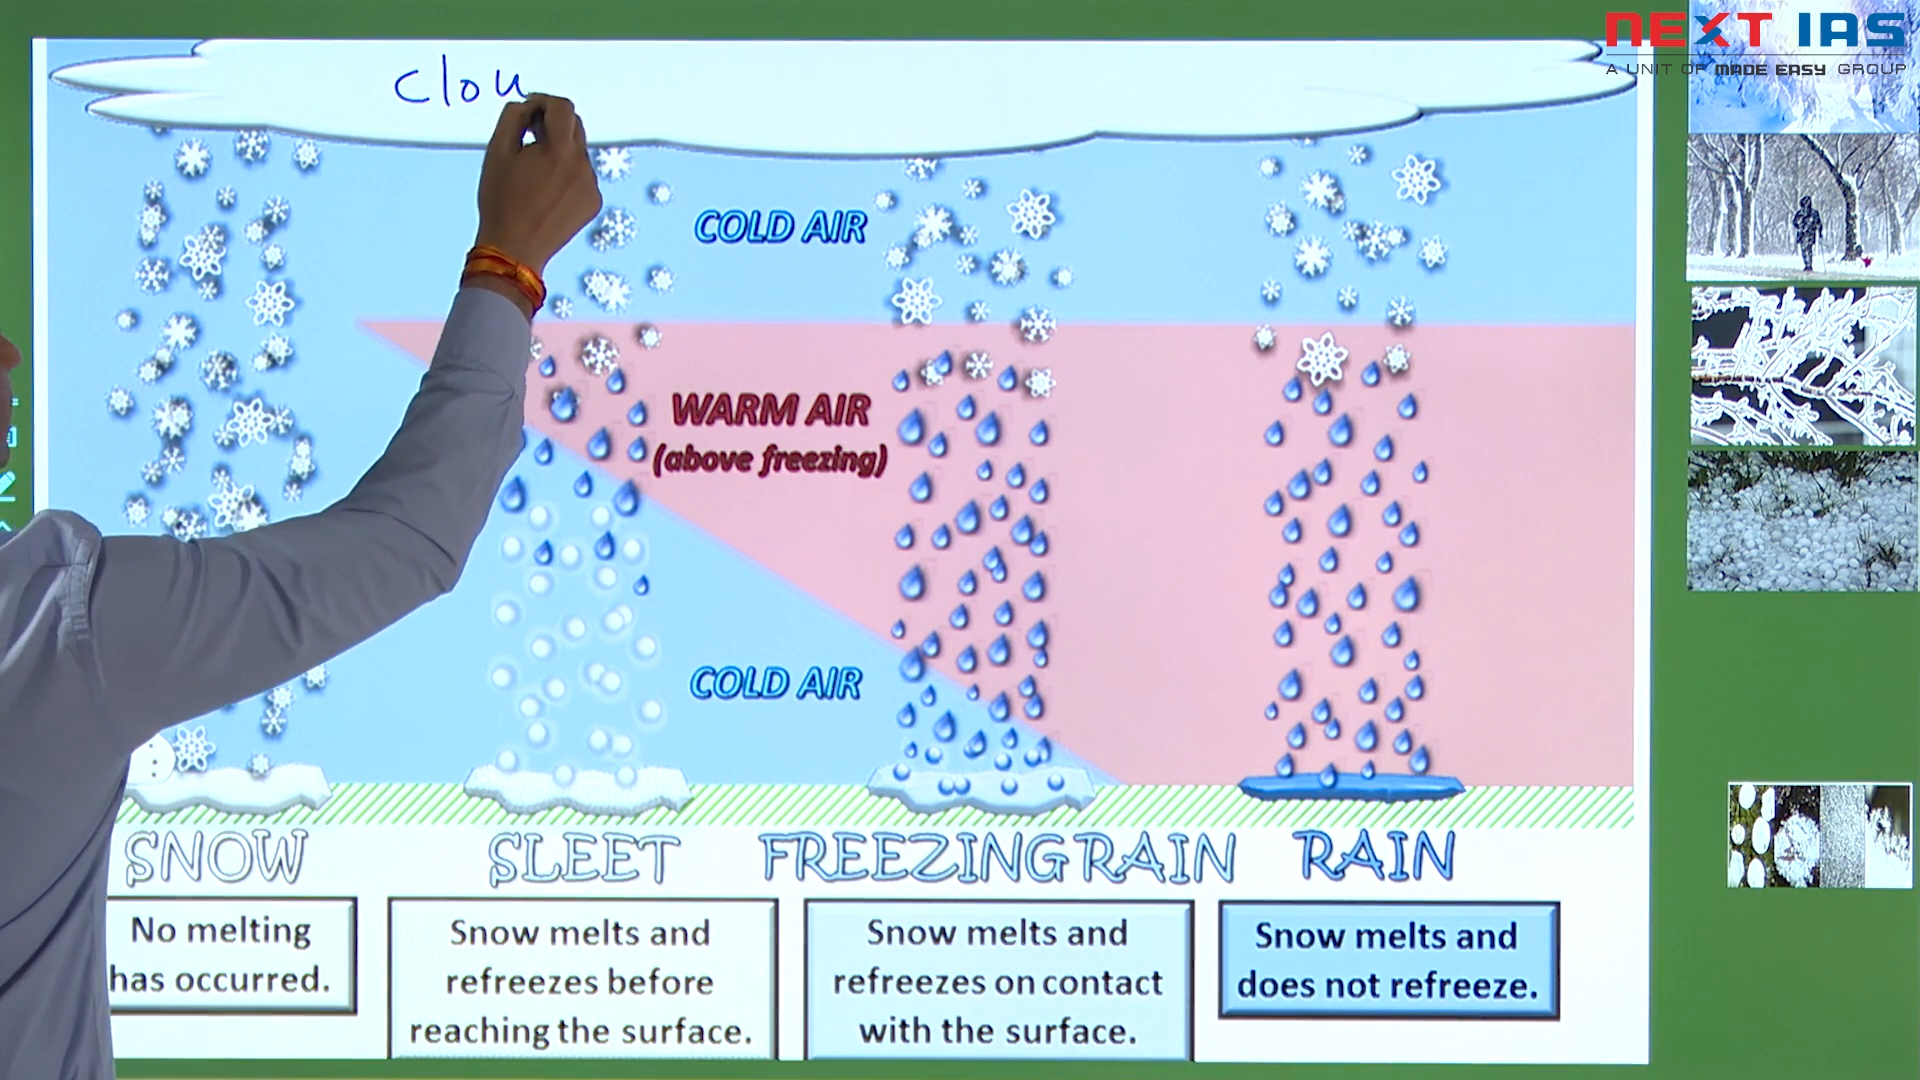 NEXT IAS
A UNIT OF MADE EASY GROUP
Clou
COLD AIR
WARM AIR
(above freezing)
COLD AIR
SNOW
SLEET
FREEZING RAIN
RAIN
No melting
has occurred.
Snow melts and
refreezes before
reaching the surface.
Snow melts and
refreezes on contact
with the surface.
Snow melts and
does not refreeze.